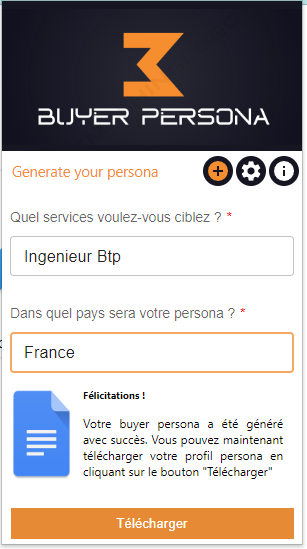 BUYER PERSONA
Generate your persona
Quel services voulez-vous ciblez ? *
Ingenieur Btp
Dans quel pays sera votre persona ? *
France
Félicitations !
Votre buyer persona a été généré
avec succès. Vous pouvez maintenant
télécharger votre profil persona en
cliquant sur le bouton "Télécharger"
Télécharger